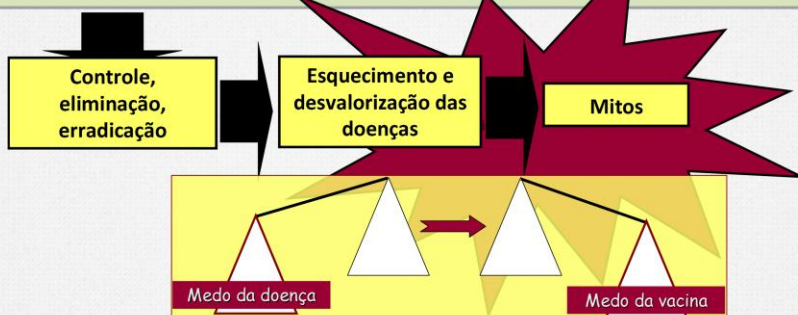 Controle,
eliminação,
erradicação
Esquecimento e
desvalorização das
doenças
Mitos
Medo da doença
Medo da vacina